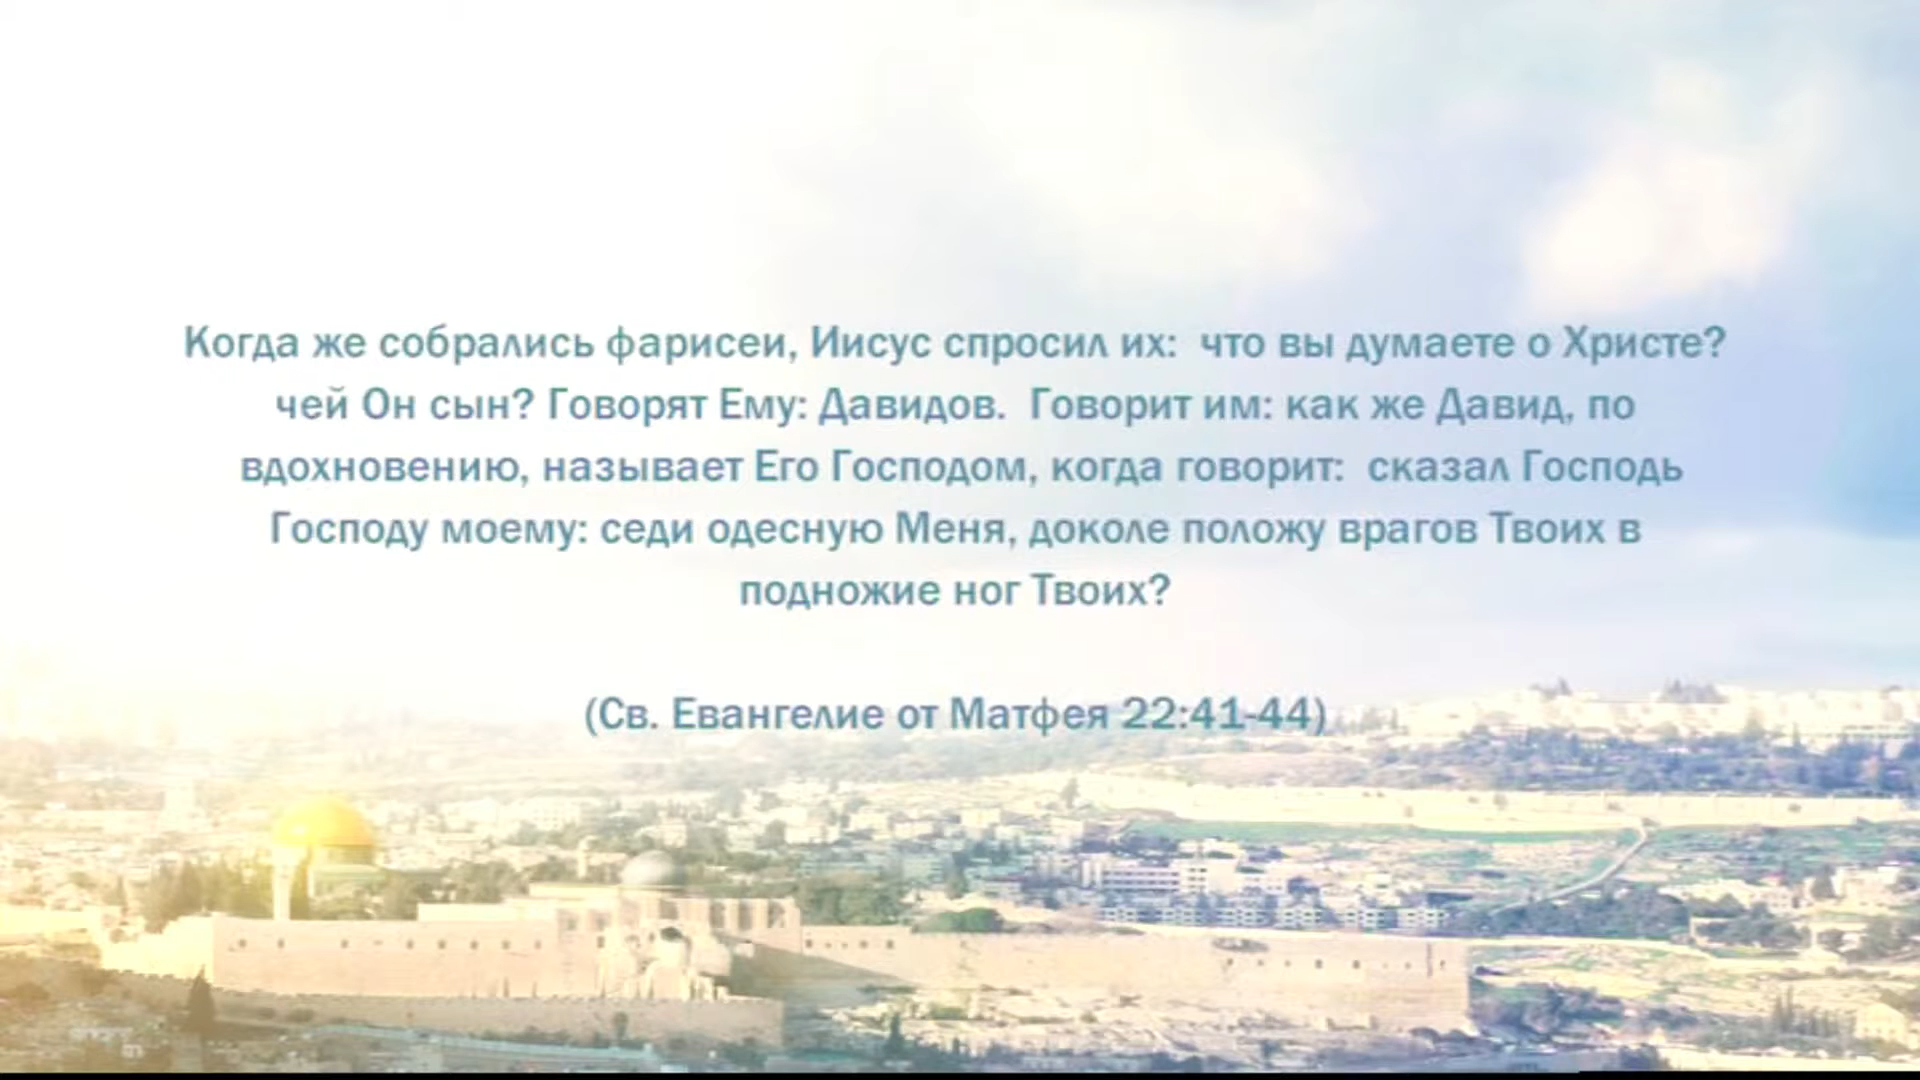 Когда же собрались фарисеи, Иисус спросил их:  что вы думаете о Христе?
чей Он сын? Говорят Ему: Давидов.  Говорит им: как же Давид, по
вдохновению, называет Его Господом, когда говорит:  сказал Господь
Господу моему: седи одесную Меня, доколе положу врагов Твоих в
подножие ног Твоих?
(Св. Евангелие от Матфея 22:41-44)